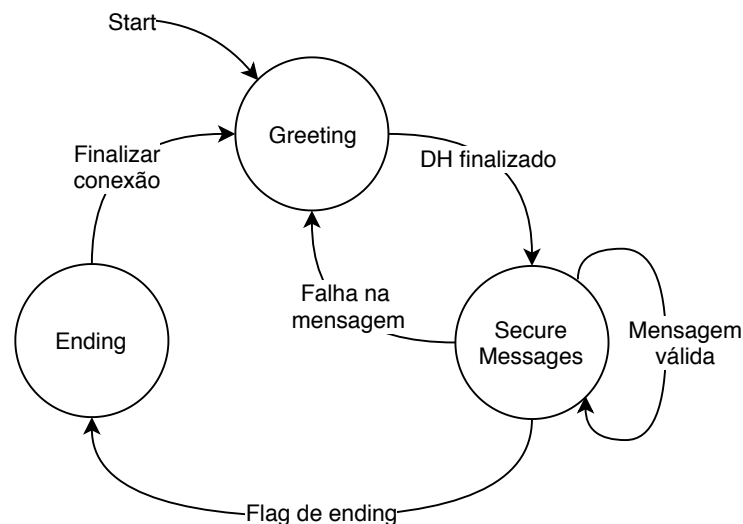 Start
Greeting
Finalizar
conexão
DH finalizado
Falha na
mensagem
Ending
Secure
Messages
Mensagem
válida
Flag de ending